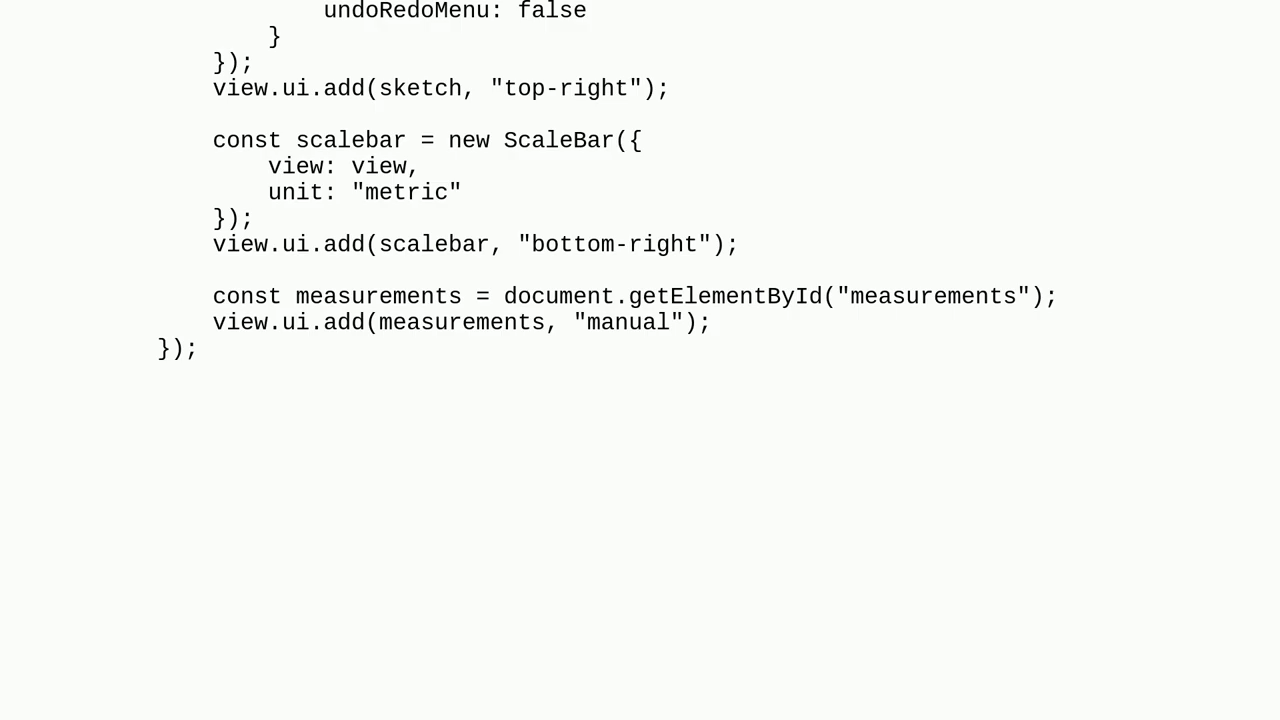 undoRedoMenu: false
}
});
view.ui.add(sketch, "top-right");
const scalebar = new ScaleBar({
view: view,
unit: "metric"
});
view.ui.add(scalebar, "bottom-right");
const measurements = document.getElementById("measurements");
view.ui.add(measurements, "manual");
});